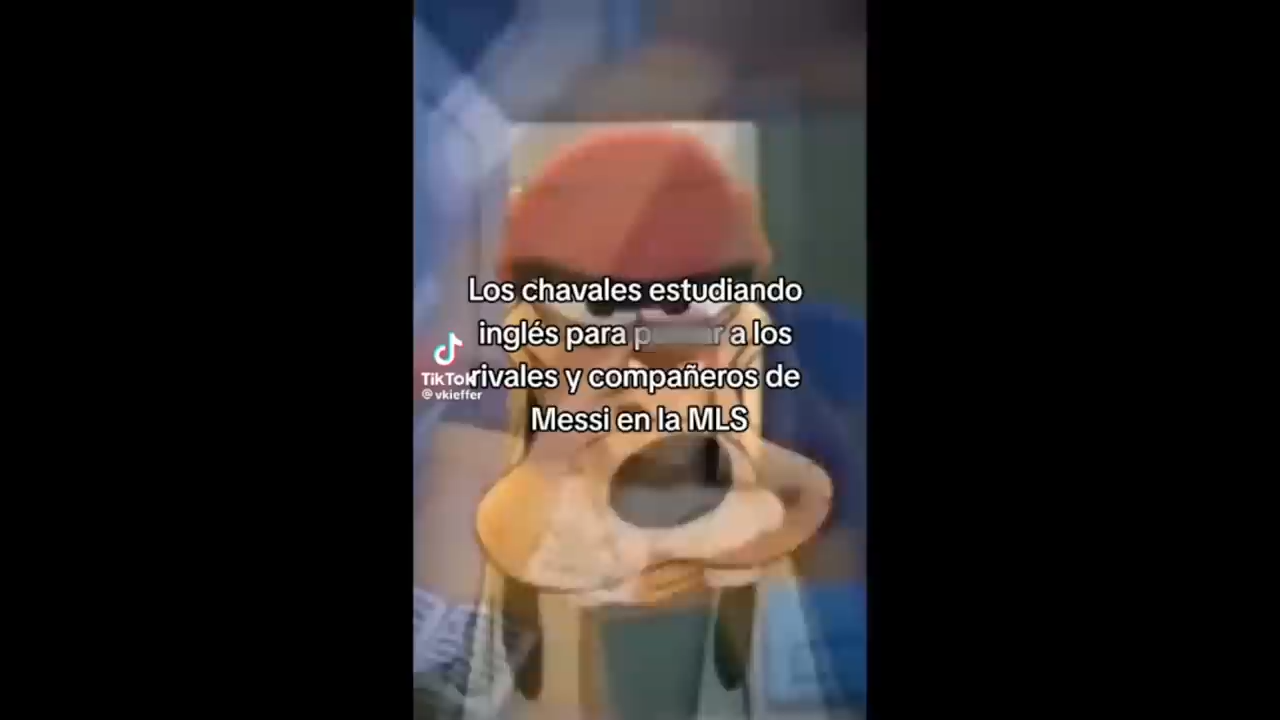 Los chavales estudiando
inglés para a los
rivales y compañeros de
Messi en la MLS
TikTok
@vkieffer